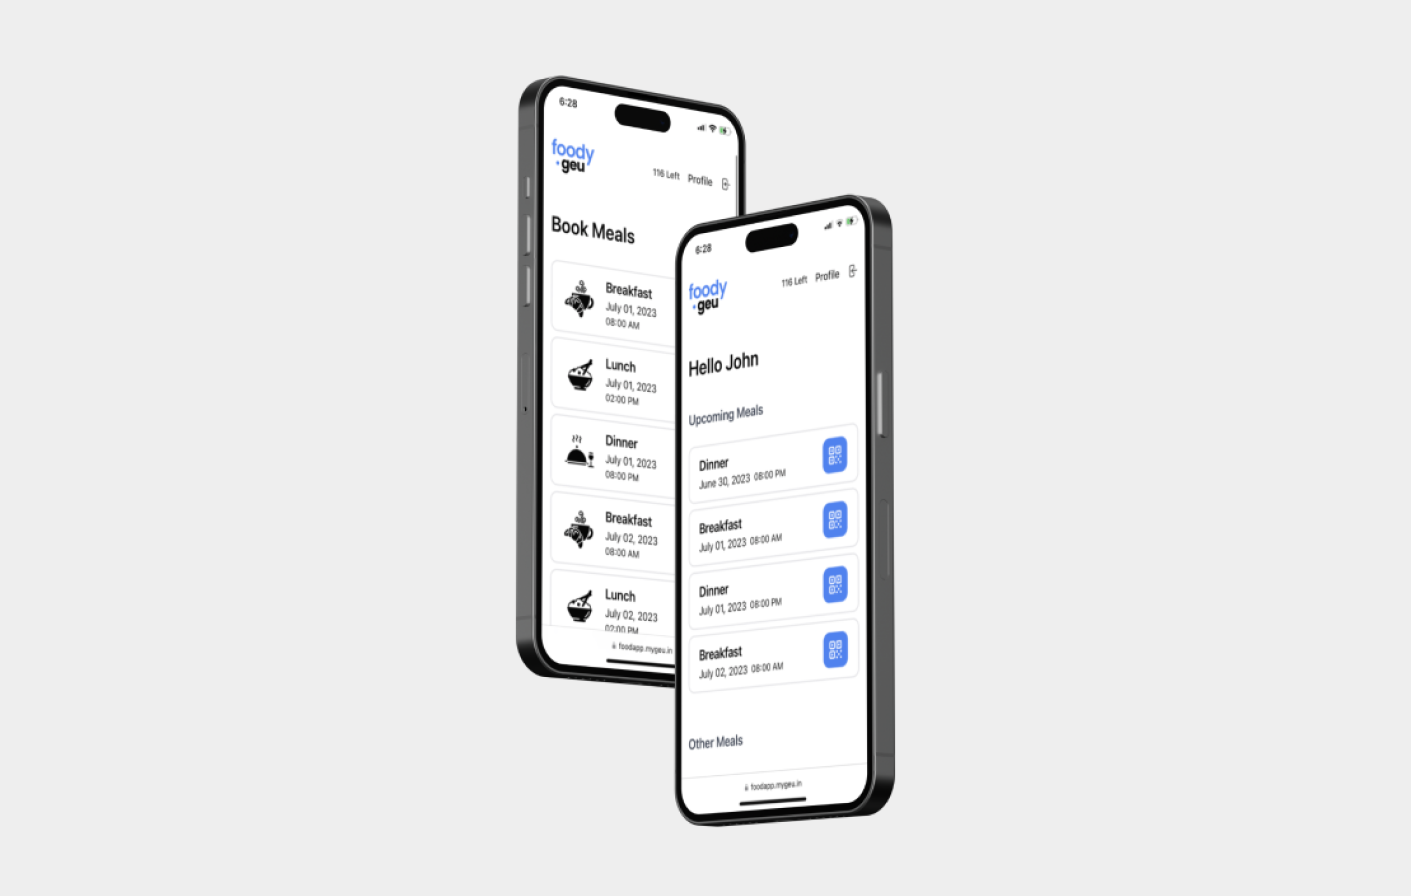 6:28
foody
geu
116 Left Profile
Book Meals
Breakfast
July 01, 2023
08:00 AM
Lunch
July 01, 2023
02:00 PM
Dinner
July 01, 2023
08:00 PM
Breakfast
July 02, 2023
08:00 AM
Lunch
July 02, 2023
02:00 PM
foodapp.mygeu.in
6:28
foody
geu
116 Left Profile
Hello John
Upcoming Meals
Dinner
June 30, 2023 08:00 PM
Breakfast
July 01, 2023 08:00 AM
Dinner
July 01, 2023 08:00 PM
Breakfast
July 02, 2023 08:00 AM
Other Meals
foodapp.mygeu.in